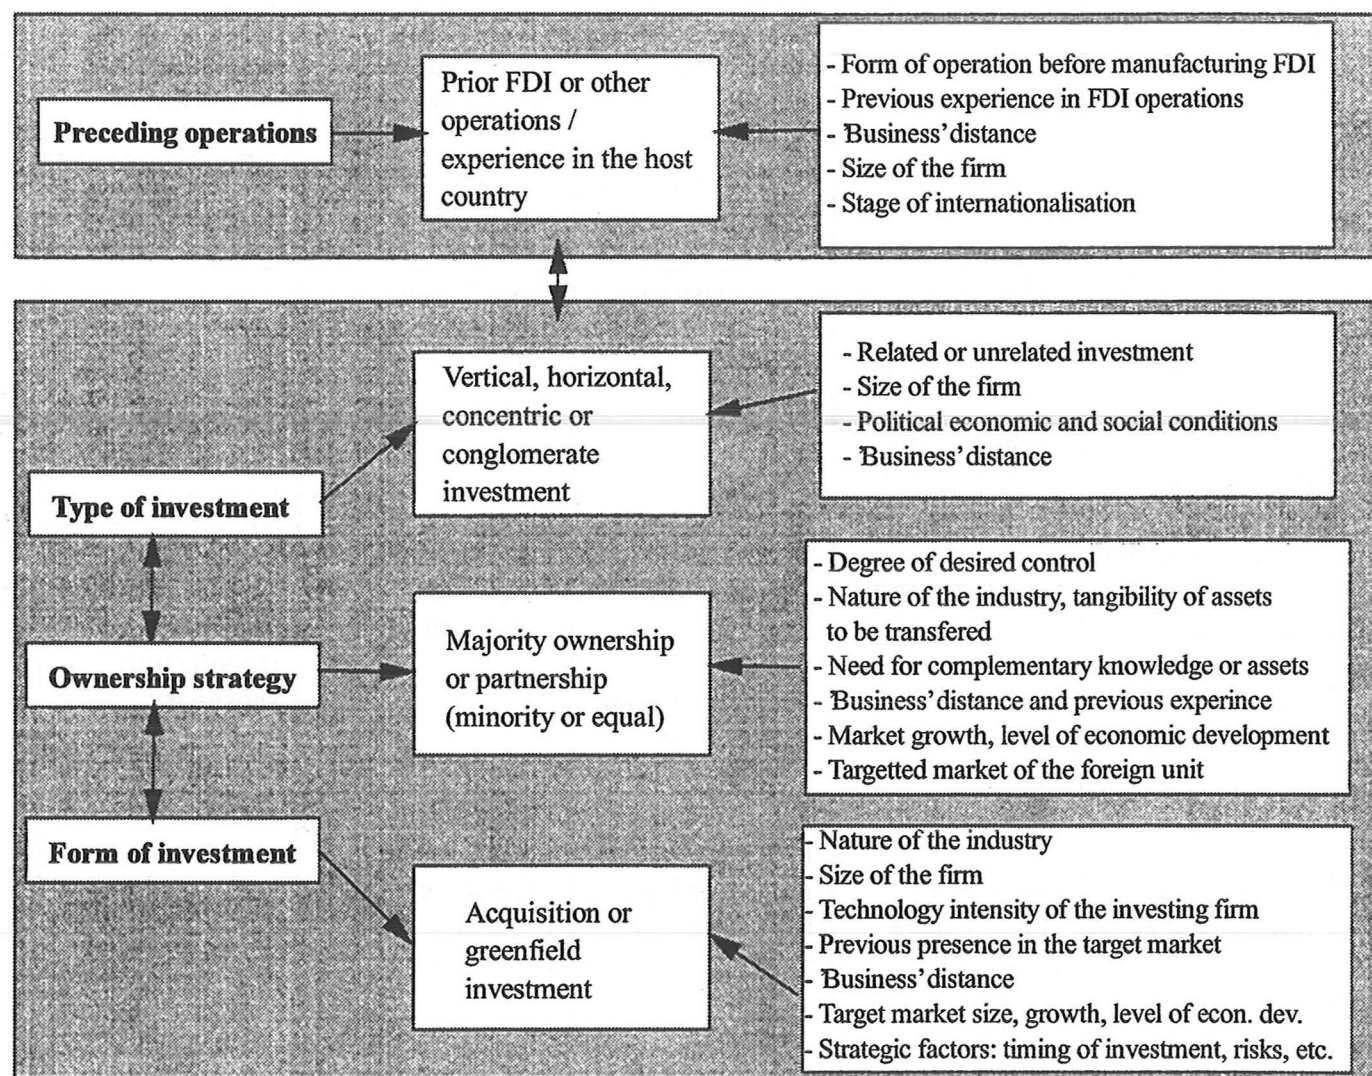 Preceding operations
Prior FDI or other
operations /
experience in the host
country
- Form of operation before manufacturing FDI
- Previous experience in FDI operations
- 'Business' distance
- Size of the firm
- Stage of internationalisation
Type of investment
Vertical, horizontal,
concentric or
conglomerate
investment
- Related or unrelated investment
- Size of the firm
- Political economic and social conditions
- 'Business' distance
Ownership strategy
Majority ownership
or partnership
(minority or equal)
- Degree of desired control
- Nature of the industry, tangibility of assets
to be transfered
- Need for complementary knowledge or assets
- 'Business' distance and previous experince
- Market growth, level of economic development
- Targetted market of the foreign unit
Form of investment
Acquisition or
greenfield
investment
- Nature of the industry
- Size of the firm
- Technology intensity of the investing firm
- Previous presence in the target market
- 'Business' distance
- Target market size, growth, level of econ. dev.
- Strategic factors: timing of investment, risks, etc.